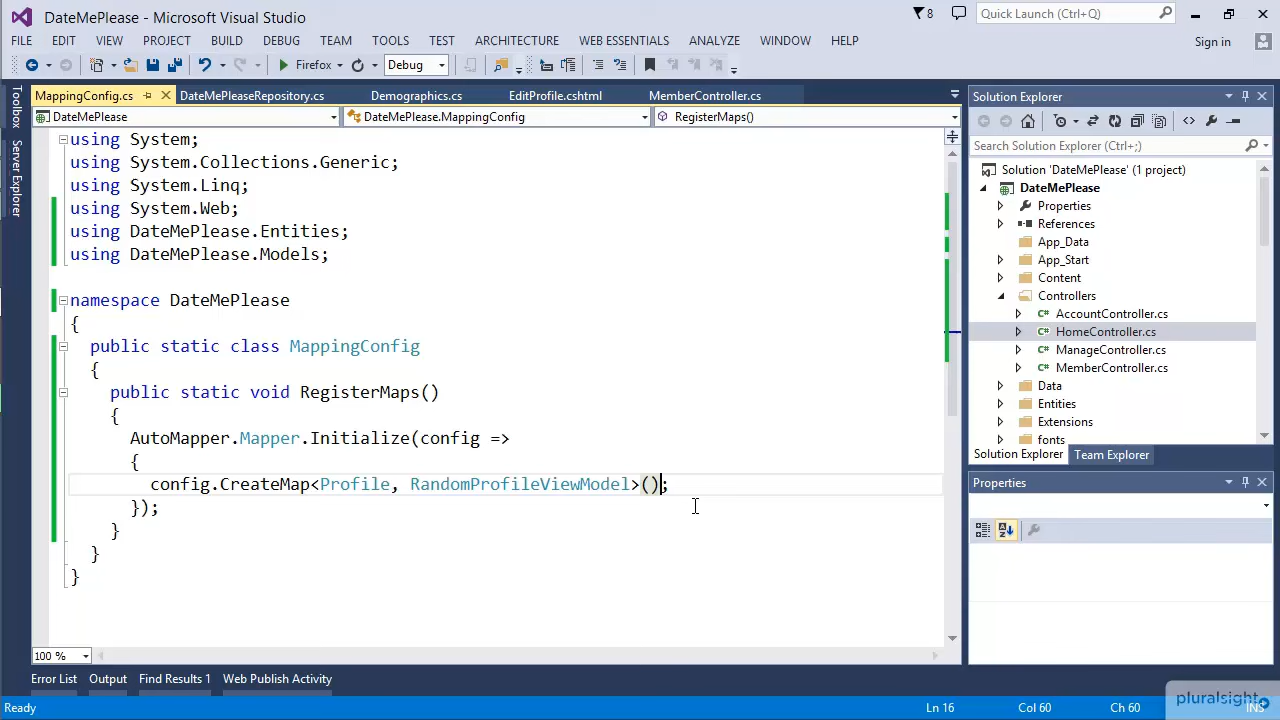 DateMePlease - Microsoft Visual Studio
8
Quick Launch (Ctrl+Q)
FILE EDIT VIEW PROJECT BUILD DEBUG TEAM TOOLS TEST ARCHITECTURE WEB ESSENTIALS ANALYZE WINDOW HELP
Sign in
Firefox
Debug
Toolbox
Server Explorer
MappingConfig.cs DateMePleaseRepository.cs Demographics.cs EditProfile.cshtml MemberController.cs
DateMePlease DateMePlease.MappingConfig RegisterMaps()
using System;
using System.Collections.Generic;
using System.Linq;
using System.Web;
using DateMePlease.Entities;
using DateMePlease.Models;
namespace DateMePlease
{
public static class MappingConfig
{
public static void RegisterMaps()
{
AutoMapper.Mapper.Initialize(config =>
{
config.CreateMap<Profile, RandomProfileViewModel>();
});
}
}
}
100 %
Solution Explorer
Search Solution Explorer (Ctrl+;)
Solution 'DateMePlease' (1 project)
DateMePlease
Properties
References
App_Data
App_Start
Content
Controllers
C# AccountController.cs
C# HomeController.cs
C# ManageController.cs
C# MemberController.cs
Data
Entities
Extensions
fonts
Solution Explorer Team Explorer
Properties
Error List Output Find Results 1 Web Publish Activity
Ready Ln 16 Col 60 Ch 60 INS
pluralsight